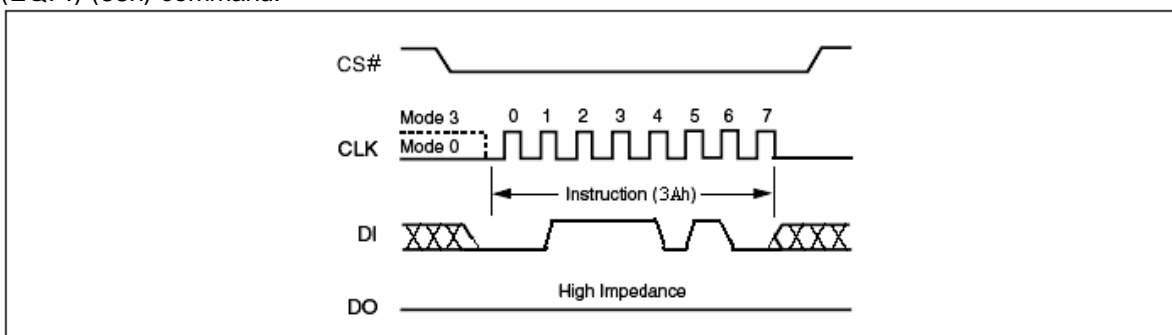 command.
CS#
Mode 3 0 1 2 3 4 5 6 7
CLK Mode 0
Instruction (3Ah)
DI
High Impedance
DO